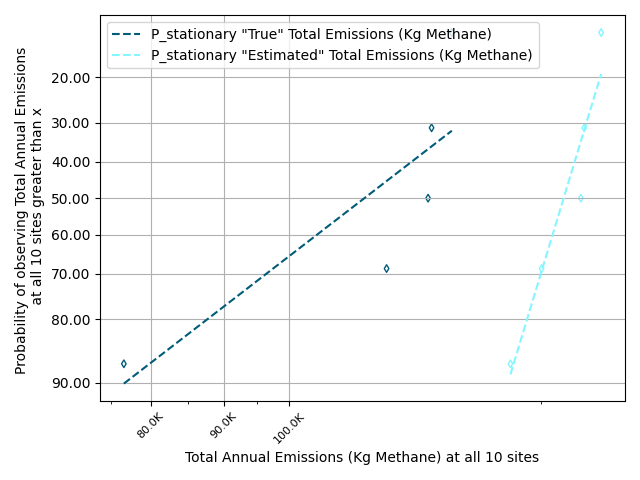 P_stationary "True" Total Emissions (Kg Methane)
P_stationary "Estimated" Total Emissions (Kg Methane)
Probability of observing Total Annual Emissions
at all 10 sites greater than x
20.00
30.00
40.00
50.00
60.00
70.00
80.00
90.00
80.0K
90.0K
100.0K
Total Annual Emissions (Kg Methane) at all 10 sites